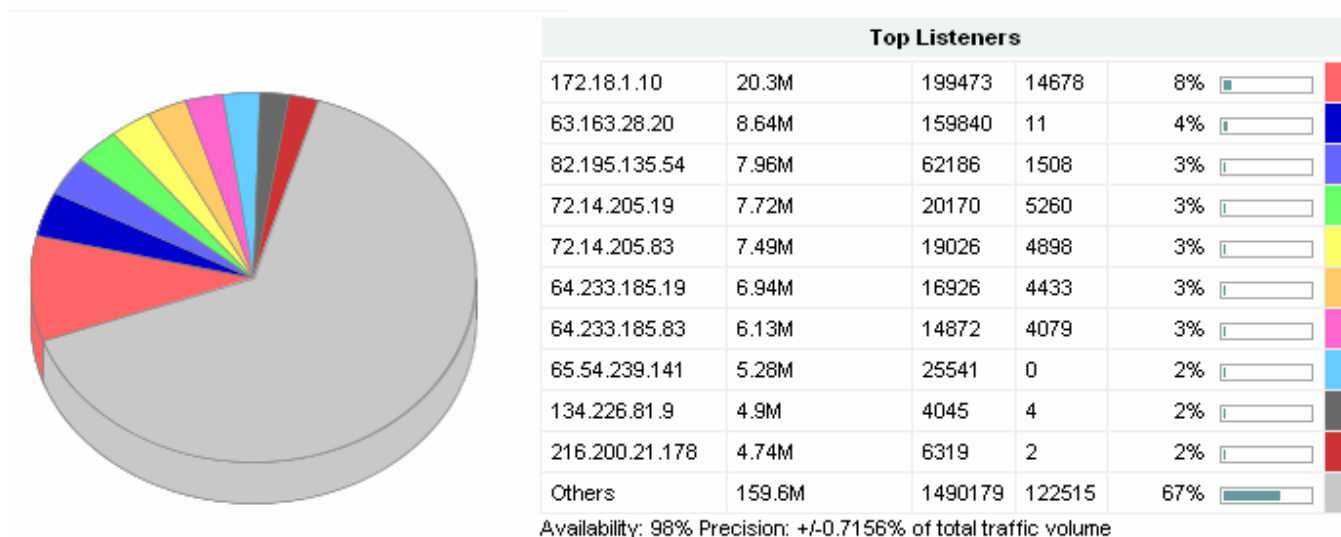 Top Listeners
172.18.1.10 20.3M 199473 14678 8%
63.163.28.20 8.64M 159840 11 4%
82.195.135.54 7.96M 62186 1508 3%
72.14.205.19 7.72M 20170 5260 3%
72.14.205.83 7.49M 19026 4898 3%
64.233.185.19 6.94M 16926 4433 3%
64.233.185.83 6.13M 14872 4079 3%
65.54.239.141 5.28M 25541 0 2%
134.226.81.9 4.9M 4045 4 2%
216.200.21.178 4.74M 6319 2 2%
Others 159.6M 1490179 122515 67%
Availability: 98% Precision: +/-0.7156% of total traffic volume